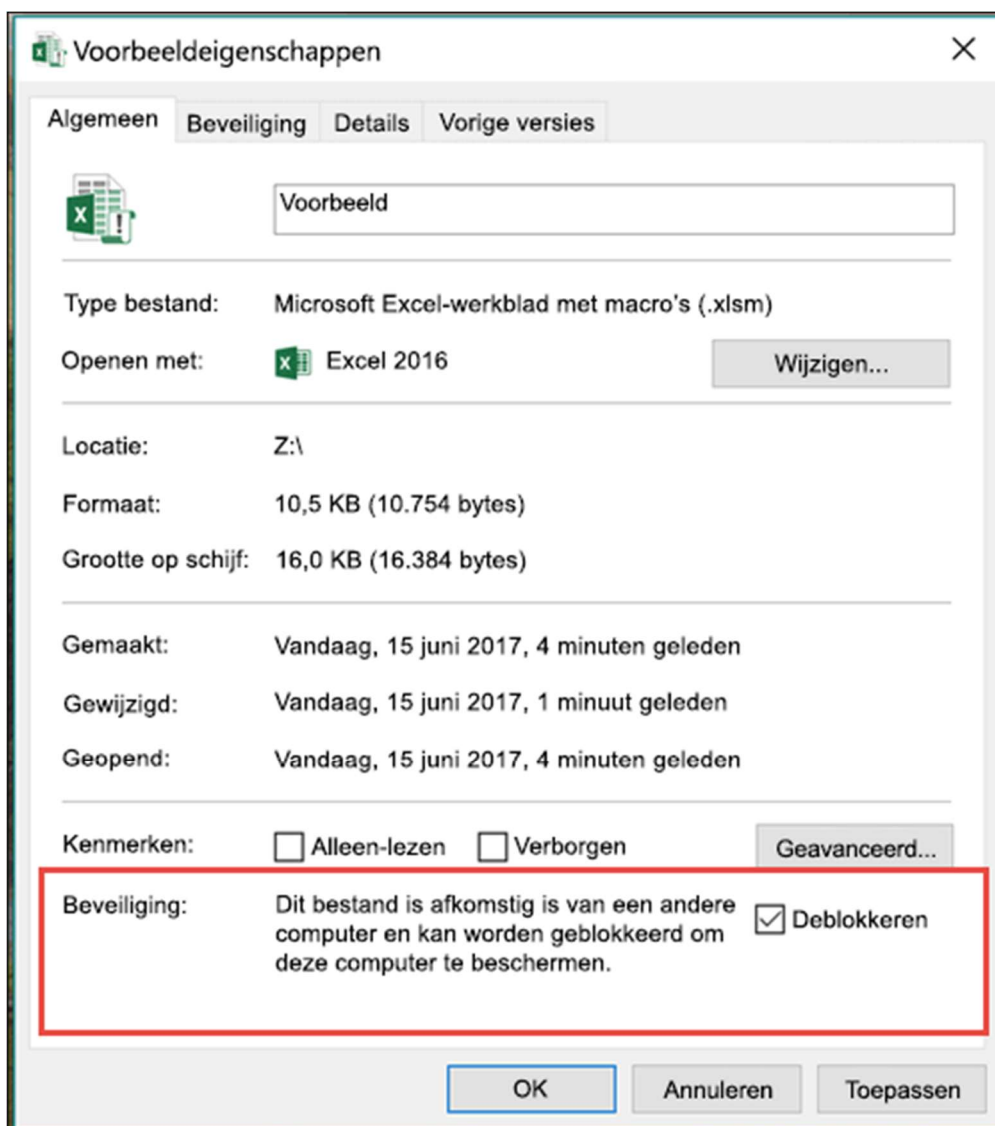 Voorbeeldeigenschappen
Algemeen Beveiliging Details Vorige versies
Voorbeeld
Type bestand: Microsoft Excel-werkblad met macro's (.xlsm)
Openen met: Excel 2016 Wijzigen...
Locatie: Z:\
Formaat: 10,5 KB (10.754 bytes)
Grootte op schijf: 16,0 KB (16.384 bytes)
Gemaakt: Vandaag, 15 juni 2017, 4 minuten geleden
Gewijzigd: Vandaag, 15 juni 2017, 1 minuut geleden
Geopend: Vandaag, 15 juni 2017, 4 minuten geleden
Kenmerken: Alleen-lezen Verborgen Geavanceerd...
Beveiliging: Dit bestand is afkomstig is van een andere Deblokkeren
computer en kan worden geblokkeerd om
deze computer te beschermen.
OK Annuleren Toepassen